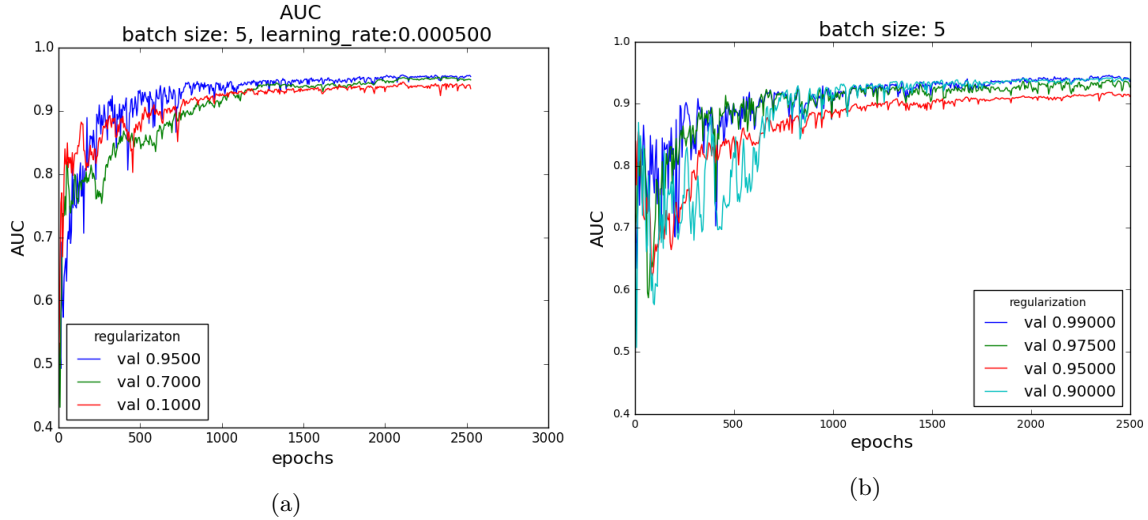 AUC
batch size: 5, learning_rate:0.000500
1.0
0.9
0.8
0.7
0.6
0.5
0.4
AUC
regularizaton
val 0.9500
val 0.7000
val 0.1000
0 500 1000 1500 2000 2500 3000
epochs
(a)
batch size: 5
1.0
0.9
0.8
0.7
0.6
0.5
0.4
AUC
regularization
val 0.99000
val 0.97500
val 0.95000
val 0.90000
0 500 1000 1500 2000 2500
epochs
(b)